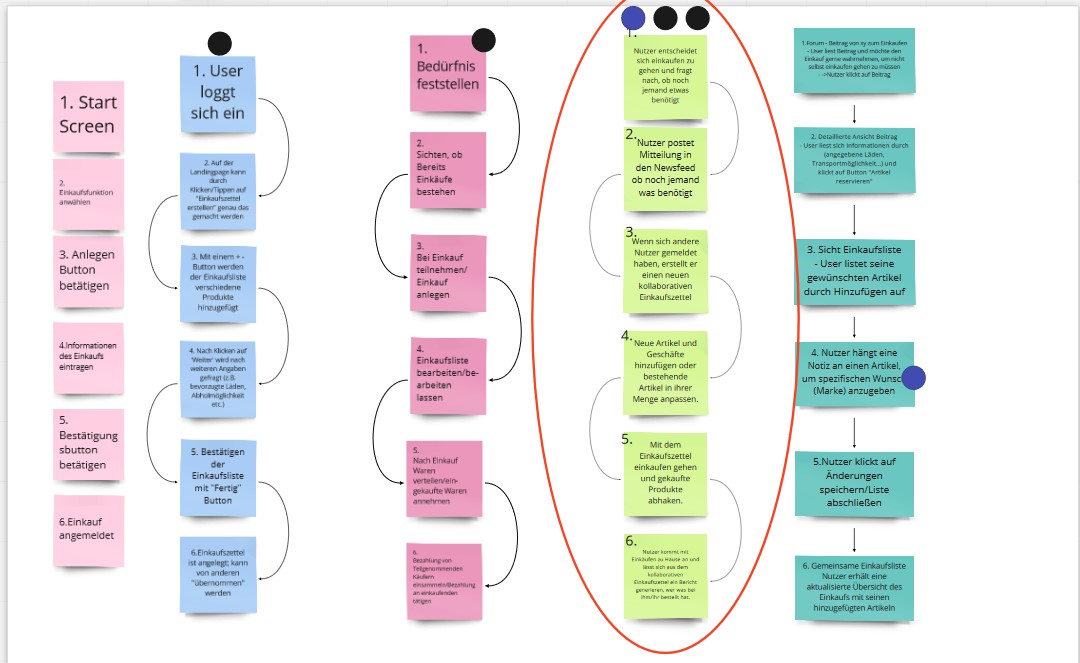 1. Start
Screen
2.
Einkaufsfunktion
anwählen
3. Anlegen
Button
betätigen
4.Informationen
des Einkaufs
eintragen
5.
Bestätigung
sbutton
betätigen
6.Einkauf
angemeldet
1. User
loggt
sich ein
2. Auf der
Landingpage kann
durch
Klicken/Tippen auf
"Einkaufszettel
erstellen" genau das
gemacht werden
3. Mit einem + -
Button werden
der Einkaufsliste
verschiedene
Produkte
hinzugefügt
4. Nach Klicken auf
'Weiter' wird nach
weiteren Angaben
gefragt (z.B.
bevorzugte Läden,
Abholmöglichkeit
etc.)
5. Bestätigen
der
Einkaufsliste
mit "Fertig"
Button
6.Einkaufszettel
ist angelegt; kann
von anderen
"übernommen"
werden
1.
Bedürfnis
feststellen
2.
Sichten, ob
Bereits
Einkäufe
bestehen
3.
Bei Einkauf
teilnehmen/
Einkauf
anlegen
4.
Einkaufsliste
bearbeiten/be-
arbeiten
lassen
5.
Nach Einkauf
Waren
verteilen/ein-
gekaufte Waren
annehmen
6.
Bezahlung von
Teilgenommenden
Käufern
einsammeln/Bezahlung
an einkaufenden
tätigen
1.
Nutzer entscheidet
sich einkaufen zu
gehen und fragt
nach, ob noch
jemand etwas
benötigt
2.
Nutzer postet
Mitteilung in
den Newsfeed
ob noch jemand
was benötigt
3.
Wenn sich andere
Nutzer gemeldet
haben, erstellt er
einen neuen
kollaborativen
Einkaufszettel
4.
Neue Artikel und
Geschäfte
hinzufügen oder
bestehende
Artikel in ihrer
Menge anpassen.
5.
Mit dem
Einkaufszettel
einkaufen gehen
und gekaufte
Produkte
abhaken.
6.
Nutzer kommt mit
Einkäufen zu Hause an und
lässt sich aus dem
kollaborativen
Einkaufszettel ein Bericht
generieren, wer was bei
ihm/ihr bestellt hat.
1.Forum - Beitrag von xy zum Einkaufen
- User liest Beitrag und möchte den
Einkauf gerne wahrnehmen, um nicht
selbst einkaufen gehen zu müssen
-->Nutzer klickt auf Beitrag
2. Detaillierte Ansicht Beitrag
- User liest sich Informationen durch
(angegebene Läden,
Transportmöglichkeit...) und
klickt auf Button "Artikel
reservieren"
3. Sicht Einkaufsliste
- User listet seine
gewünschten Artikel
durch Hinzufügen auf
4. Nutzer hängt eine
Notiz an einen Artikel,
um spezifischen Wunsc
(Marke) anzugeben
5.Nutzer klickt auf
Änderungen
speichern/Liste
abschließen
6. Gemeinsame Einkaufsliste
Nutzer erhält eine
aktualisierte Übersicht des
Einkaufs mit seinen
hinzugefügten Artikeln